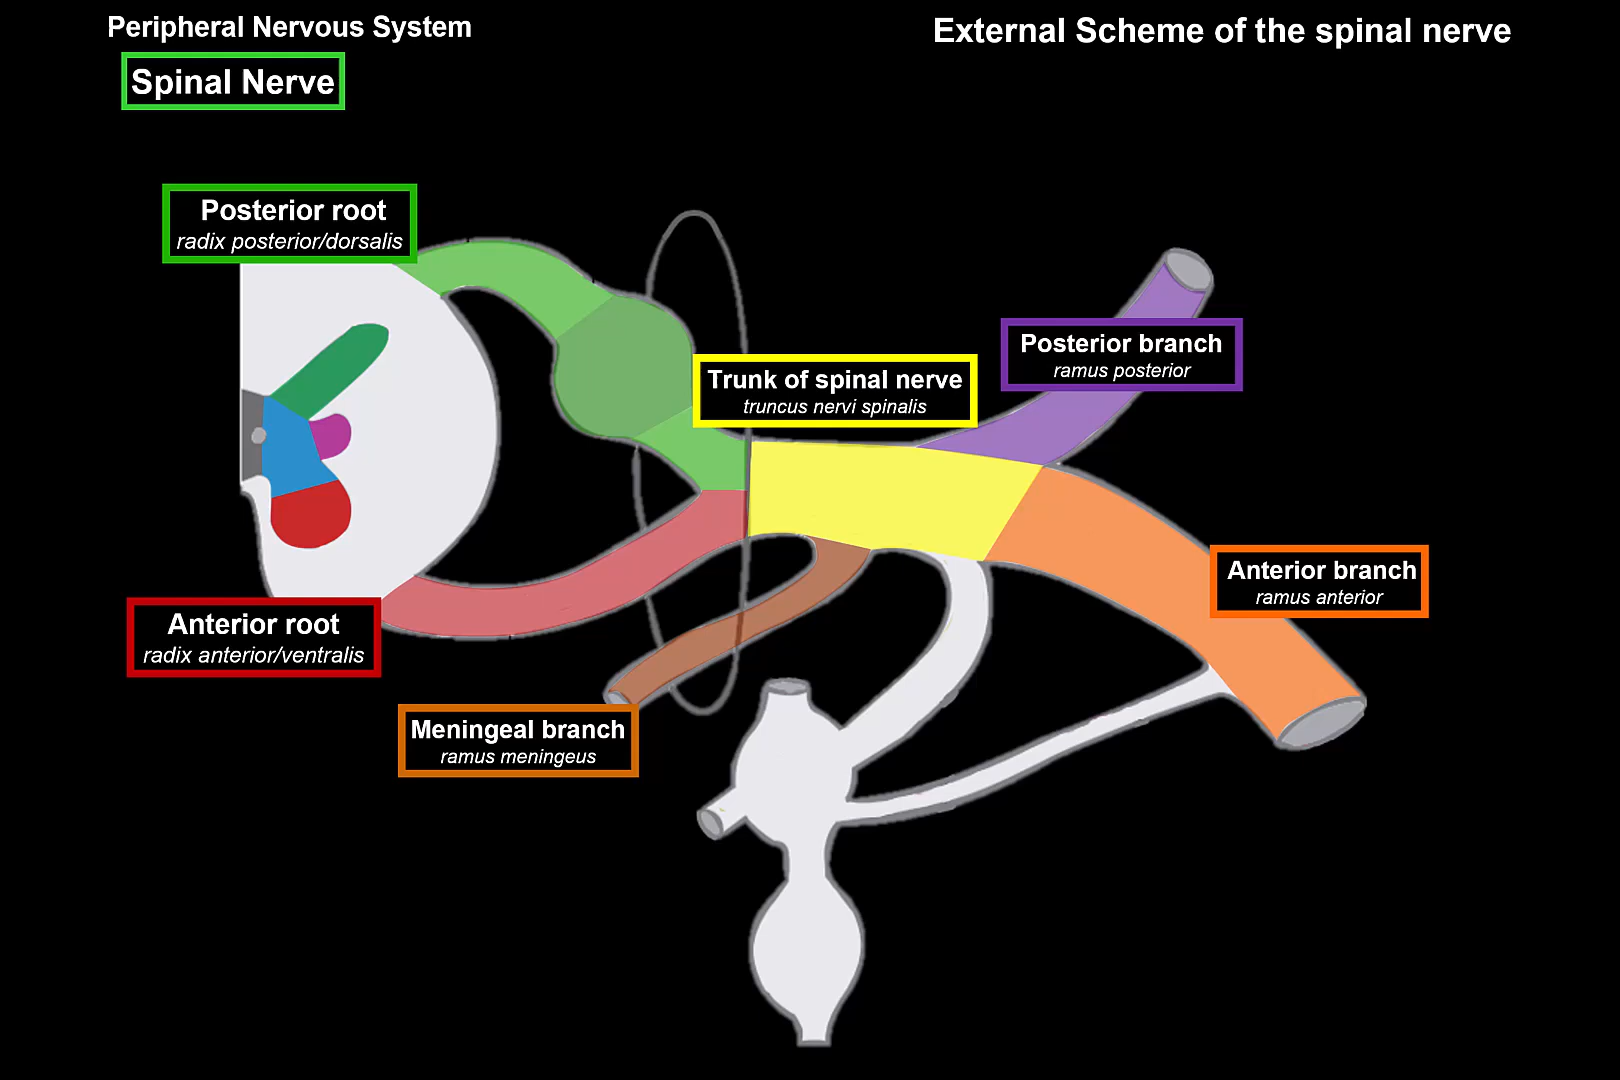 Peripheral Nervous System
Spinal Nerve
External Scheme of the spinal nerve
Posterior root
radix posterior/dorsalis
Posterior branch
ramus posterior
Trunk of spinal nerve
truncus nervi spinalis
Anterior branch
ramus anterior
Anterior root
radix anterior/ventralis
Meningeal branch
ramus meningeus